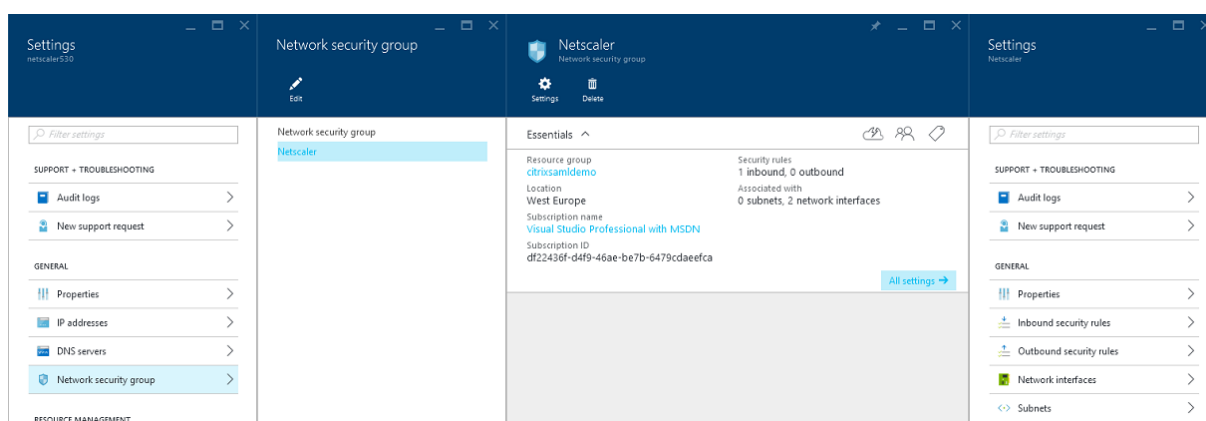 Settings
netscaler530
Filter settings
SUPPORT + TROUBLESHOOTING
Audit logs
New support request
GENERAL
Properties
IP addresses
DNS servers
Network security group
RESOURCE MANAGEMENT
Network security group
Edit
Network security group
Netscaler
Netscaler
Network security group
Settings
Delete
Essentials
Resource group
citrixsamldemo
Location
West Europe
Subscription name
Visual Studio Professional with MSDN
Subscription ID
df22436f-d4f9-46ae-be7b-6479cdaeefca
Security rules
1 inbound, 0 outbound
Associated with
0 subnets, 2 network interfaces
All settings
Settings
Netscaler
Filter settings
SUPPORT + TROUBLESHOOTING
Audit logs
New support request
GENERAL
Properties
Inbound security rules
Outbound security rules
Network interfaces
Subnets